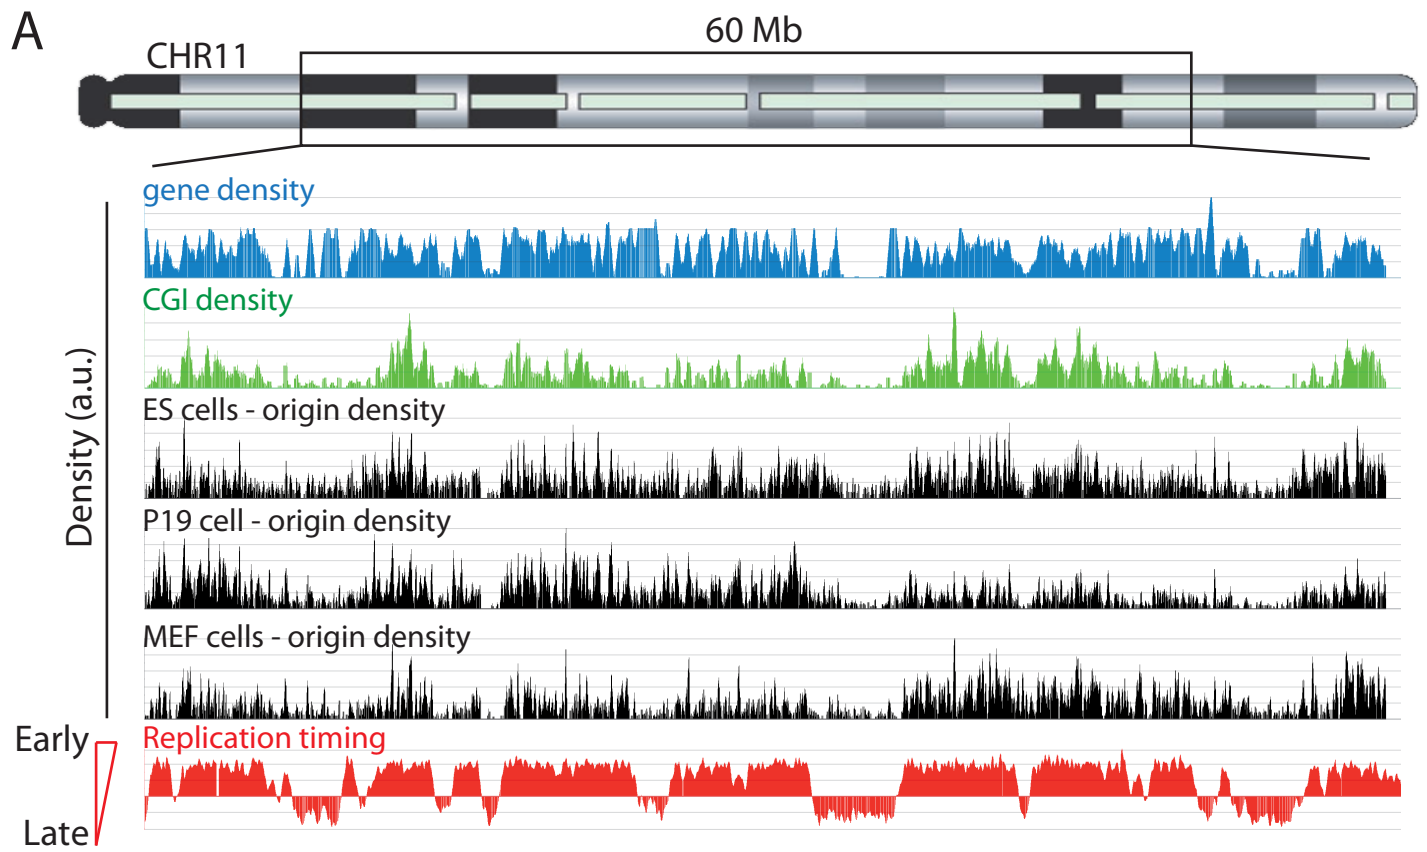 A
60 Mb
CHR11
gene density
CGI density
ES cells - origin density
P19 cell - origin density
MEF cells - origin density
Density (a.u.)
Replication timing
Early
Late